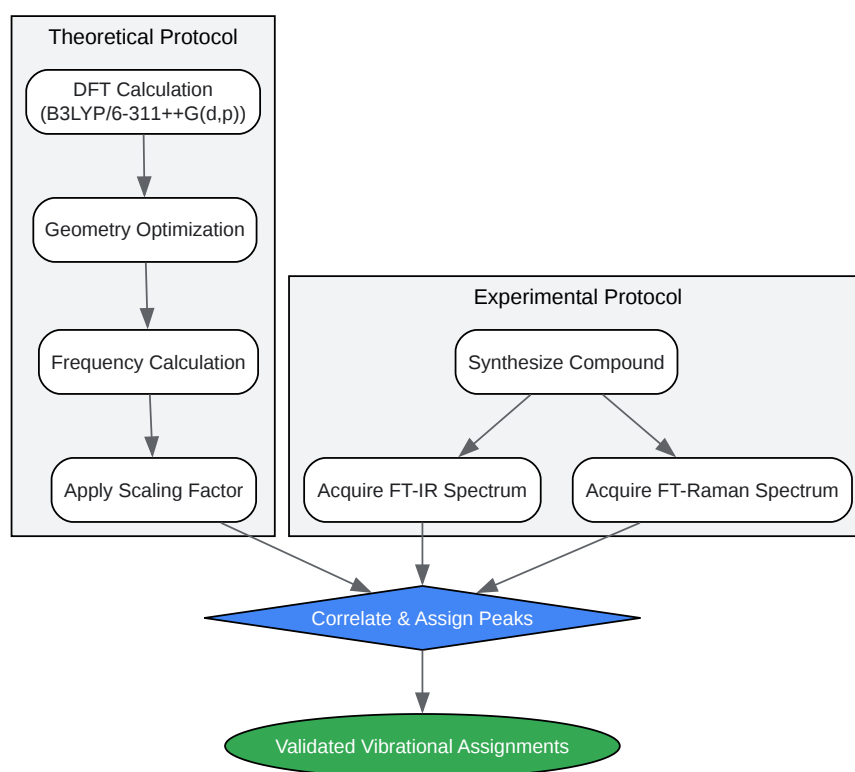 Theoretical Protocol
DFT Calculation
(B3LYP/6-311++G(d,p))
Geometry Optimization
Frequency Calculation
Apply Scaling Factor
Experimental Protocol
Synthesize Compound
Acquire FT-IR Spectrum
Acquire FT-Raman Spectrum
Correlate & Assign Peaks
Validated Vibrational Assignments